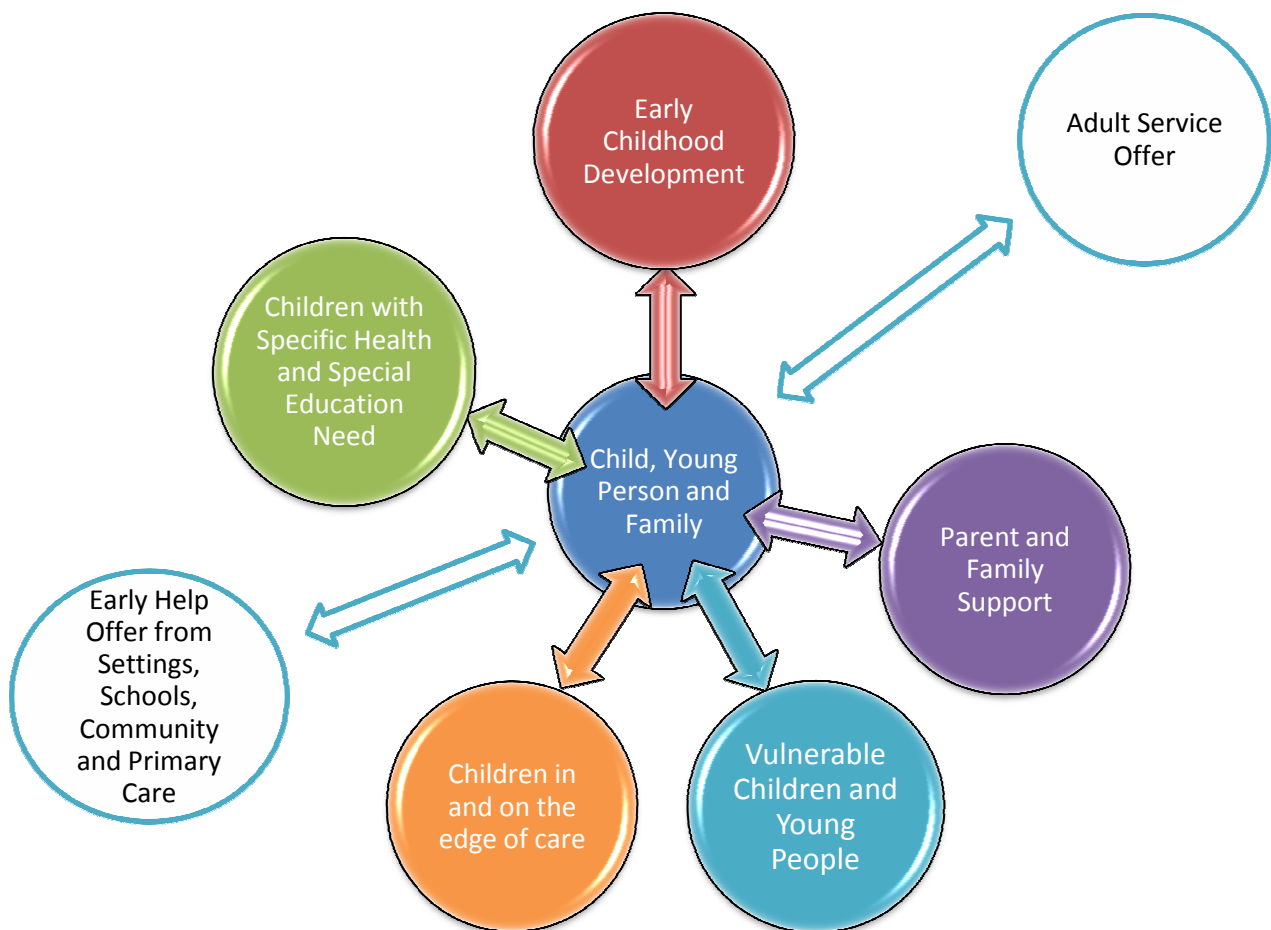 Early
Childhood
Development
Adult Service
Offer
Children with
Specific Health
and Special
Education
Need
Child, Young
Person and
Family
Parent and
Family
Support
Early Help
Offer from
Settings,
Schools,
Community
and Primary
Care
Children in
and on the
edge of care
Vulnerable
Children and
Young
People